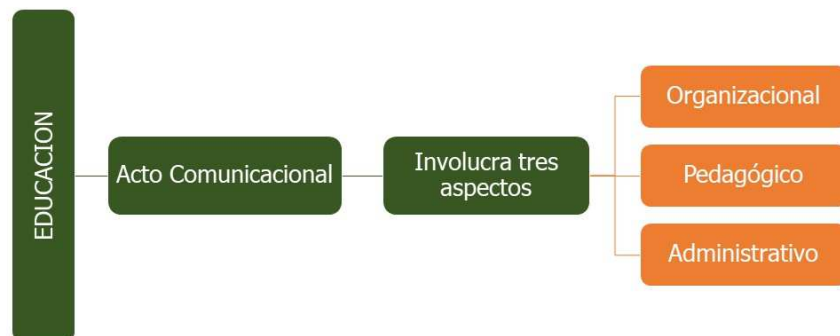 EDUCACION
Acto Comunicacional
Involucra tres
aspectos
Organizacional
Pedagógico
Administrativo